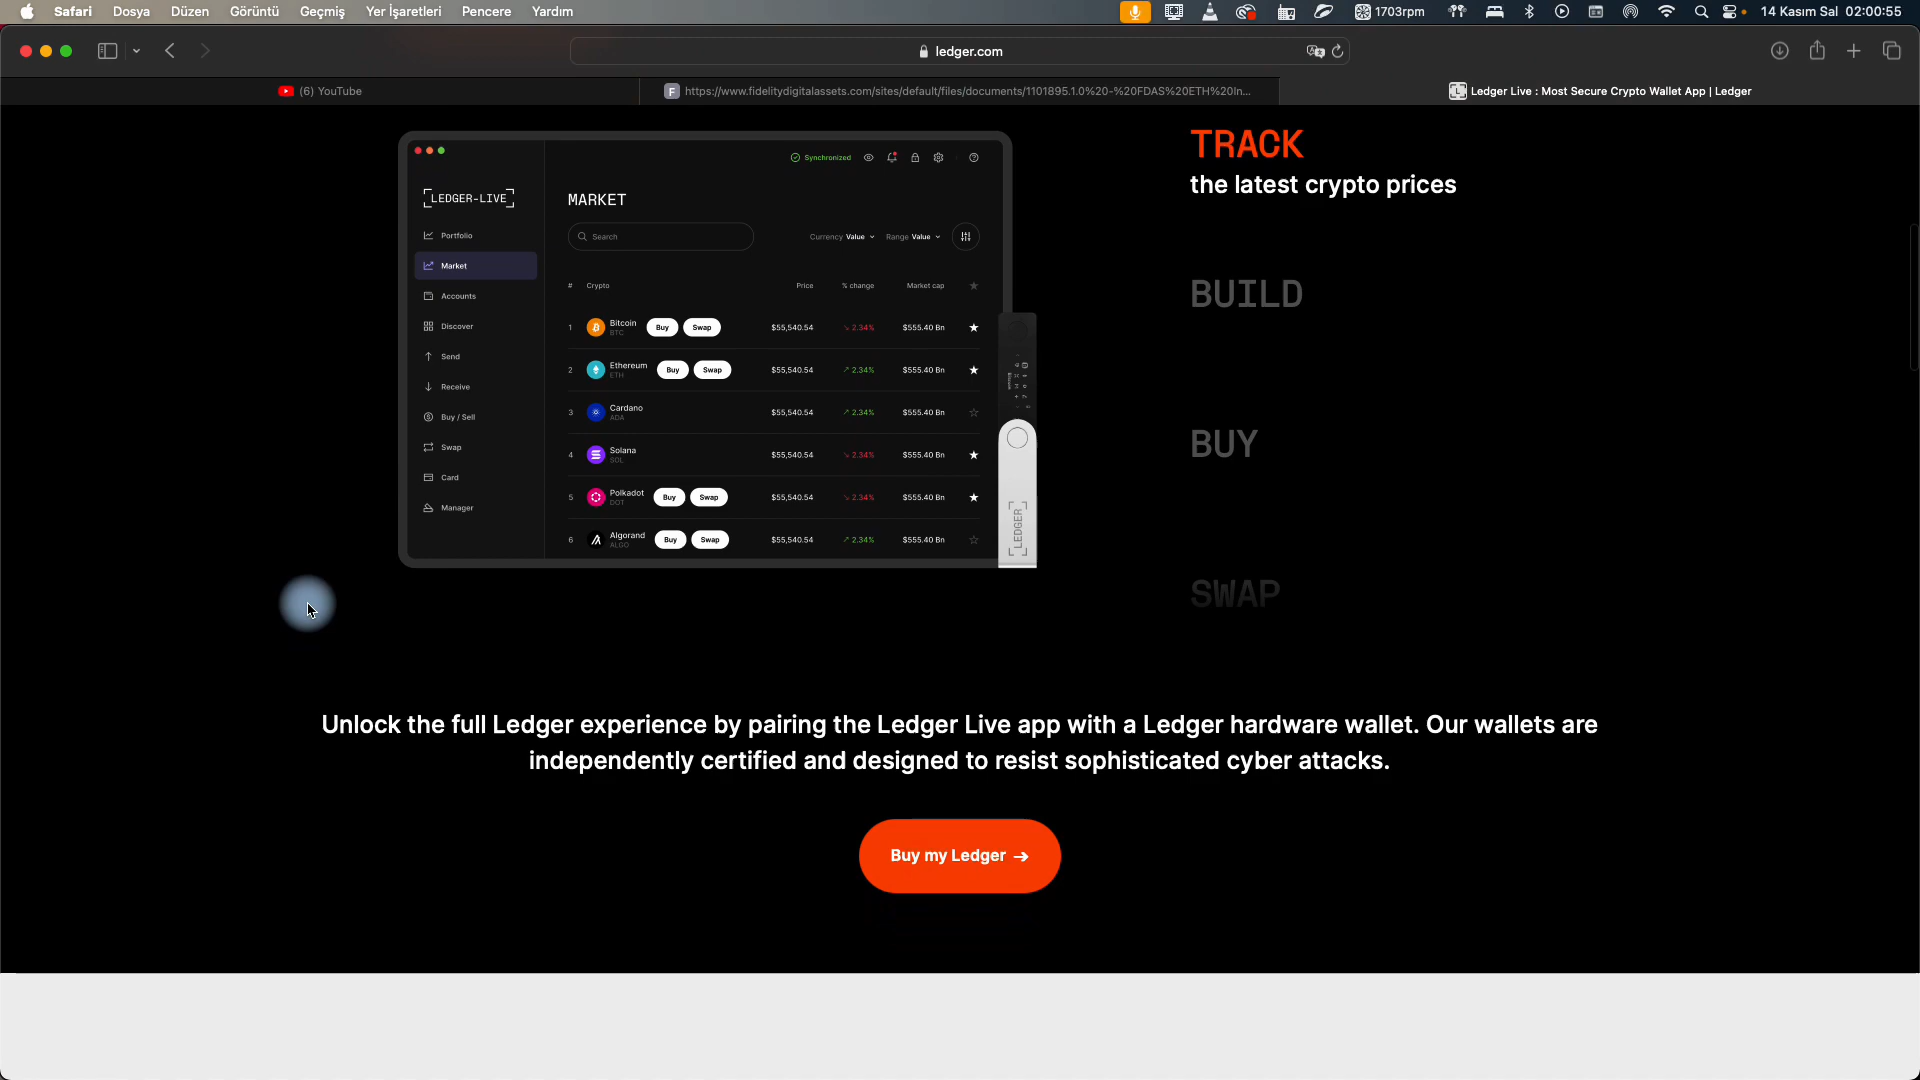 Safari Dosya Düzen Görüntü Geçmiş Yer İşaretleri Pencere Yardım 1703rpm 14 Kasım Sal 02:00:55
ledger.com
(6) YouTube
F https://www.fidelitydigitalassets.com/sites/default/files/documents/1101895.1.0%20-%20FDAS%20ETH%20In...
Ledger Live : Most Secure Crypto Wallet App | Ledger
Synchronized
LEDGER-LIVE
Portfolio
Market
Accounts
Discover
Send
Receive
Buy / Sell
Swap
Card
Manager
MARKET
Search
Currency Value Range Value
# Crypto Price % change Market cap
1 Bitcoin Buy Swap $55,540.54 2.34% $555.40 Bn
BTC
2 Ethereum Buy Swap $55,540.54 2.34% $555.40 Bn
ETH
3 Cardano $55,540.54 2.34% $555.40 Bn
ADA
4 Solana $55,540.54 2.34% $555.40 Bn
SOL
5 Polkadot Buy Swap $55,540.54 2.34% $555.40 Bn
DOT
6 Algorand Buy Swap $55,540.54 2.34% $555.40 Bn
ALGO
LEDGER
TRACK
the latest crypto prices
BUILD
BUY
SWAP
Unlock the full Ledger experience by pairing the Ledger Live app with a Ledger hardware wallet. Our wallets are
independently certified and designed to resist sophisticated cyber attacks.
Buy my Ledger →